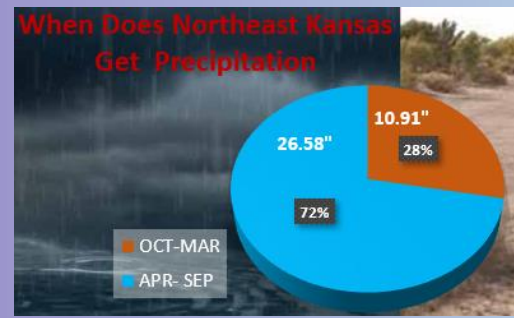 When Does Northeast Kansas
Get Precipitation
10.91"
28%
26.58"
72%
OCT-MAR
APR- SEP